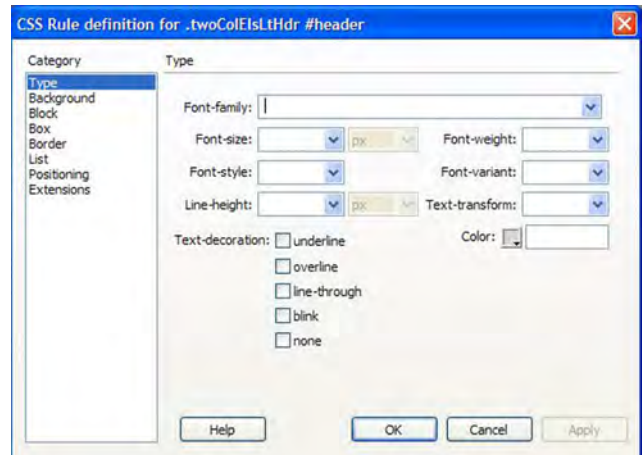 CSS Rule definition for .twoColElsLtHdr #header
Category
Type
Type
Background
Block
Box
Border
List
Positioning
Extensions
Font-family:
Font-size: px Font-weight:
Font-style: Font-variant:
Line-height: px Text-transform:
Text-decoration: underline Color:
overline
line-through
blink
none
Help OK Cancel Apply